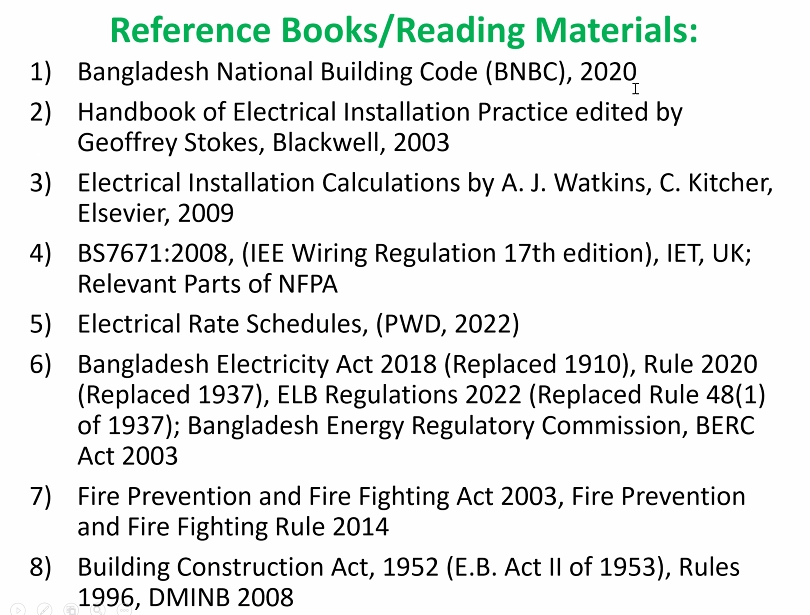 Reference Books/Reading Materials:
1) Bangladesh National Building Code (BNBC), 2020
2) Handbook of Electrical Installation Practice edited by
Geoffrey Stokes, Blackwell, 2003
3) Electrical Installation Calculations by A. J. Watkins, C. Kitcher,
Elsevier, 2009
4) BS7671:2008, (IEE Wiring Regulation 17th edition), IET, UK;
Relevant Parts of NFPA
5) Electrical Rate Schedules, (PWD, 2022)
6) Bangladesh Electricity Act 2018 (Replaced 1910), Rule 2020
(Replaced 1937), ELB Regulations 2022 (Replaced Rule 48(1)
of 1937); Bangladesh Energy Regulatory Commission, BERC
Act 2003
7) Fire Prevention and Fire Fighting Act 2003, Fire Prevention
and Fire Fighting Rule 2014
8) Building Construction Act, 1952 (E.B. Act II of 1953), Rules
1996, DMINB 2008